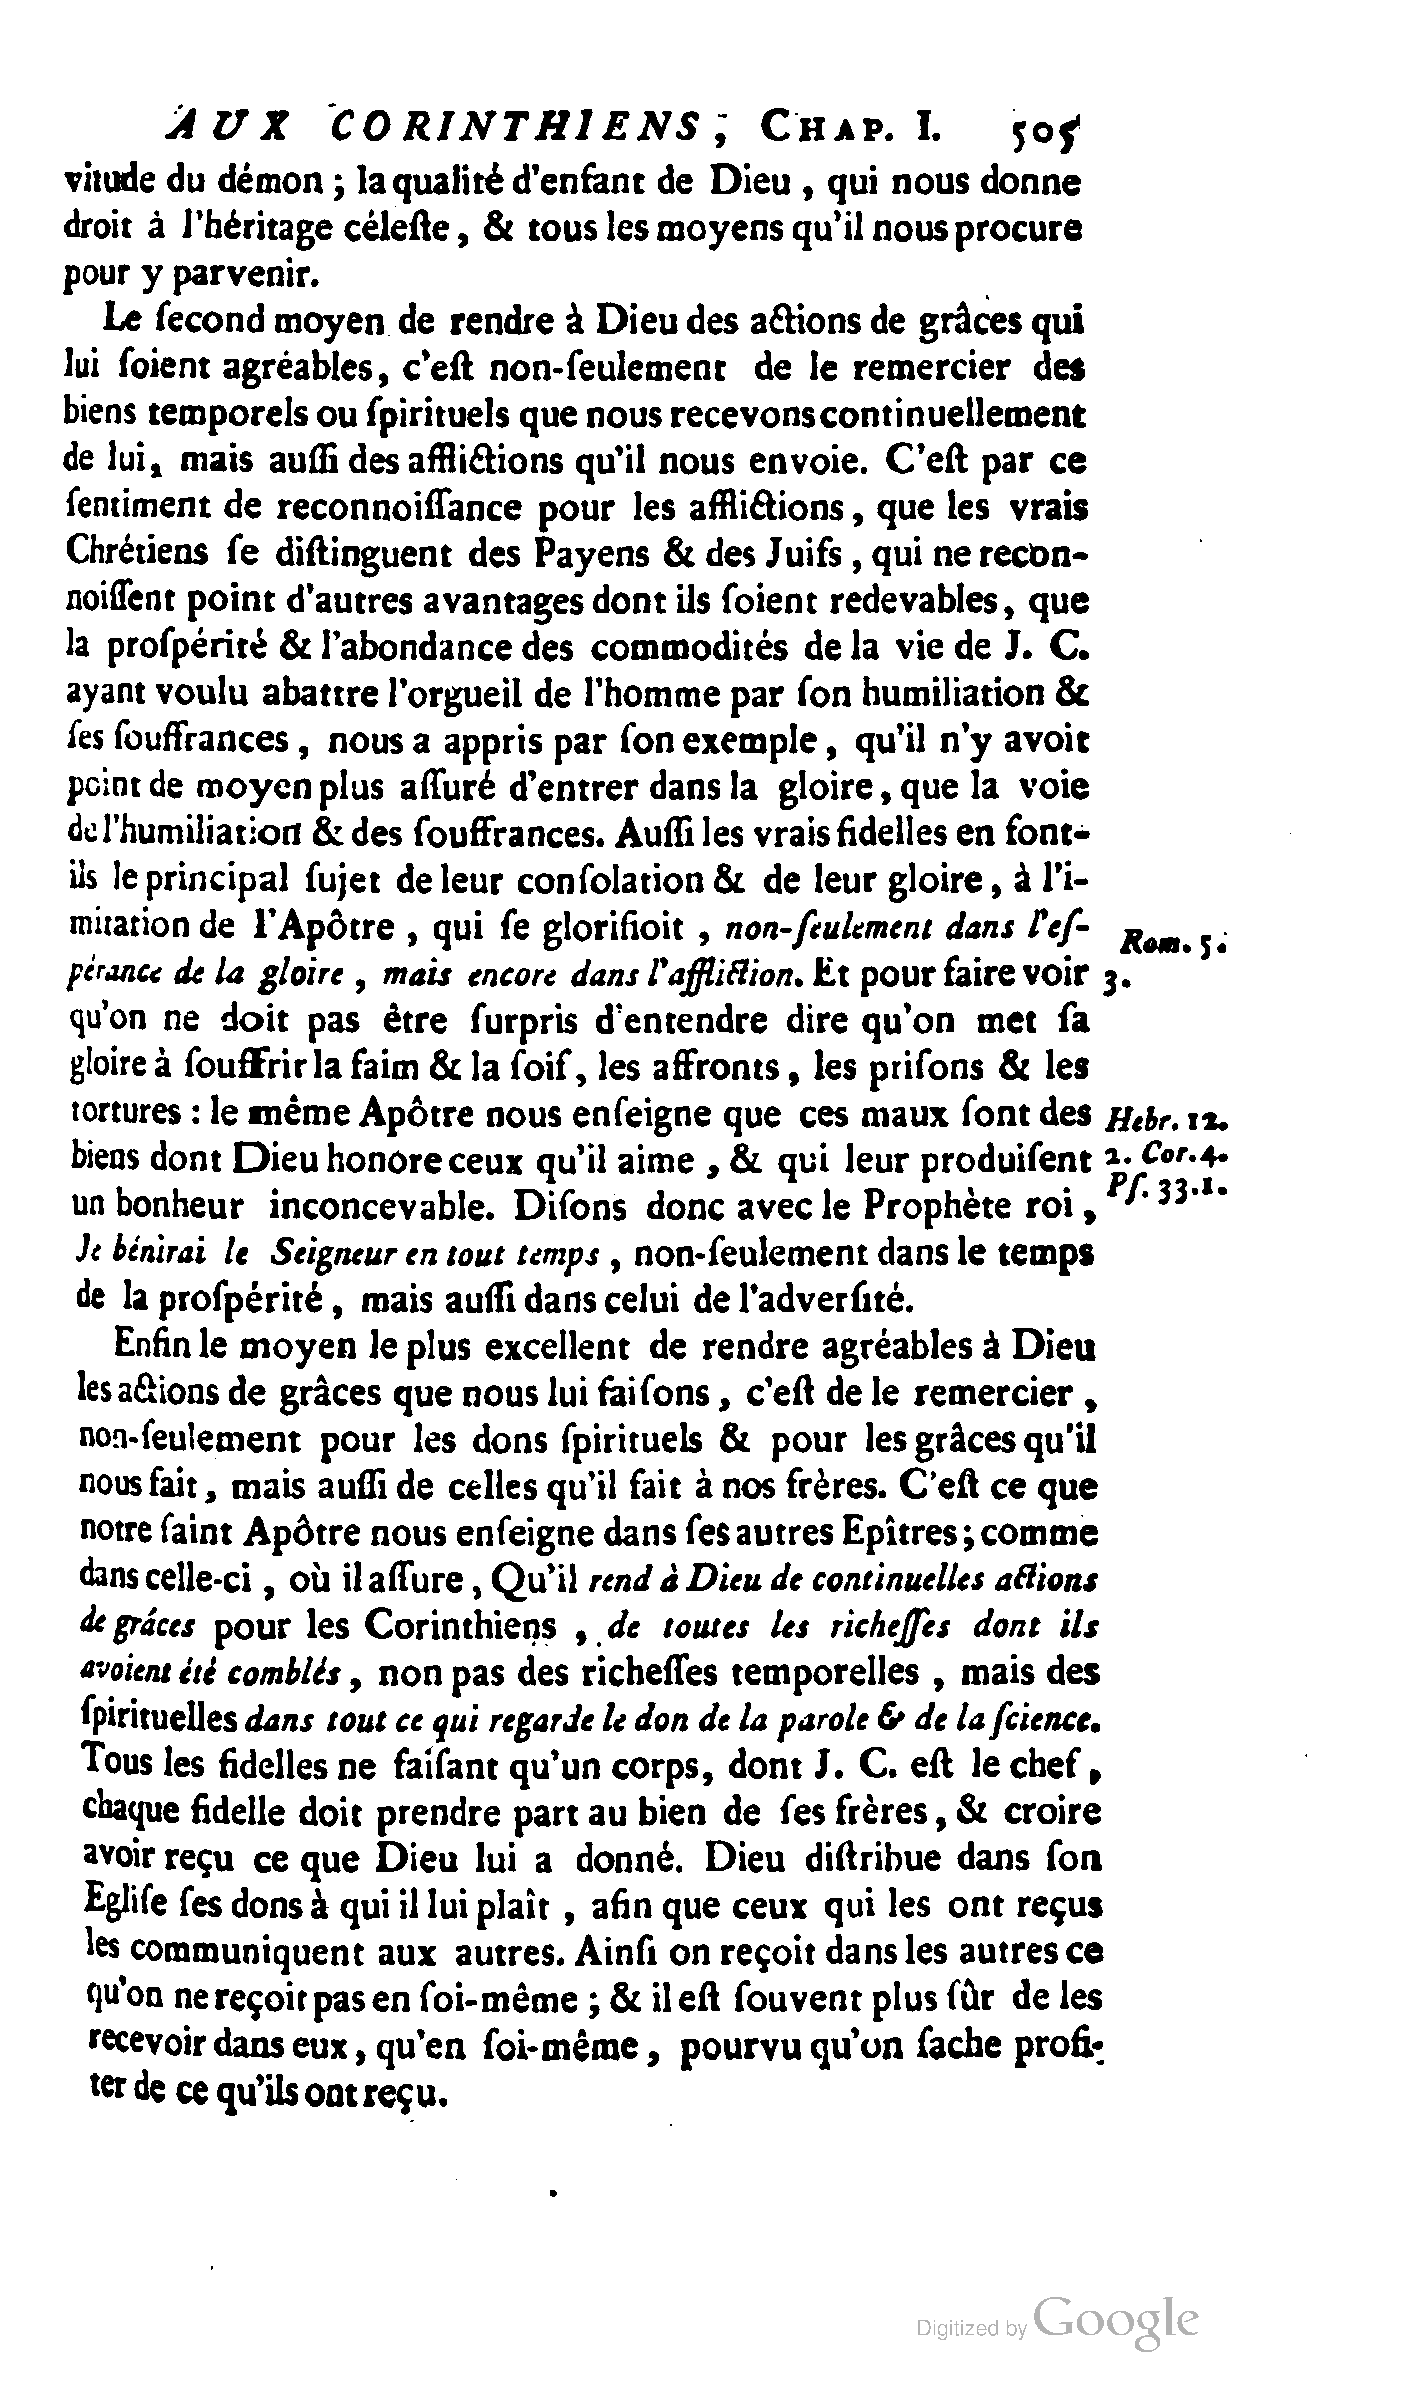 AUX CORINTHIENS, CHAP. I. 505
vitude du démon ; la qualité d'enfant de Dieu , qui nous donne
droit à l'héritage céleſte , & tous les moyens qu'il nous procure
pour y parvenir.
Le ſecond moyen de rendre à Dieu des actions de grâces qui
lui ſoient agréables, c'eſt non-ſeulement de le remercier des
biens temporels ou ſpirituels que nous recevons continuellement
de lui, mais auſſi des afflictions qu'il nous envoie. C'eſt par ce
ſentiment de reconnoiſſance pour les afflictions , que les vrais
Chrétiens ſe diſtinguent des Payens & des Juifs , qui ne recon-
noiſſent point d'autres avantages dont ils ſoient redevables, que
la proſpérité & l'abondance des commodités de la vie de J. C.
ayant voulu abattre l'orgueil de l'homme par ſon humiliation &
ſes ſouffrances , nous a appris par ſon exemple , qu'il n'y avoit
point de moyen plus aſſuré d'entrer dans la gloire , que la voie
de l'humiliation & des ſouffrances. Auſſi les vrais fidelles en font-
ils le principal ſujet de leur conſolation & de leur gloire , à l'i-
mitation de l'Apôtre , qui ſe glorifioit , non-ſeulement dans l'eſ-
Rom. 5.
pérance de la gloire , mais encore dans l'affliction. Et pour faire voir
3.
qu'on ne doit pas être ſurpris d'entendre dire qu'on met ſa
gloire à ſouffrir la faim & la ſoif , les affronts , les priſons & les
tortures : le même Apôtre nous enſeigne que ces maux ſont des
Hebr. 12.
biens dont Dieu honore ceux qu'il aime , & qui leur produiſent
2. Cor. 4.
un bonheur inconcevable. Diſons donc avec le Prophète roi ,
Pſ. 33.1.
Je bénirai le Seigneur en tout temps , non-ſeulement dans le temps
de la proſpérité , mais auſſi dans celui de l'adverſité.
Enfin le moyen le plus excellent de rendre agréables à Dieu
les actions de grâces que nous lui faiſons , c'eſt de le remercier ,
non-ſeulement pour les dons ſpirituels & pour les grâces qu'il
nous fait , mais auſſi de celles qu'il fait à nos frères. C'eſt ce que
notre ſaint Apôtre nous enſeigne dans ſes autres Epîtres ; comme
dans celle-ci , où il aſſure , Qu'il rend à Dieu de continuelles actions
de gráces pour les Corinthiens , de toutes les richeſſes dont ils
avoient été comblés , non pas des richeſſes temporelles , mais des
ſpirituelles dans tout ce qui regarde le don de la parole & de la ſcience.
Tous les fidelles ne faiſant qu'un corps, dont J. C. eſt le chef ,
chaque fidelle doit prendre part au bien de ſes frères , & croire
avoir reçu ce que Dieu lui a donné. Dieu diſtribue dans ſon
Egliſe ſes dons à qui il lui plaît , afin que ceux qui les ont reçus
les communiquent aux autres. Ainſi on reçoit dans les autres ce
qu'on ne reçoit pas en ſoi-même ; & il eſt ſouvent plus ſûr de les
recevoir dans eux , qu'en ſoi-même , pourvu qu'on ſache profi-
ter de ce qu'ils ont reçu.
Digitized by Google